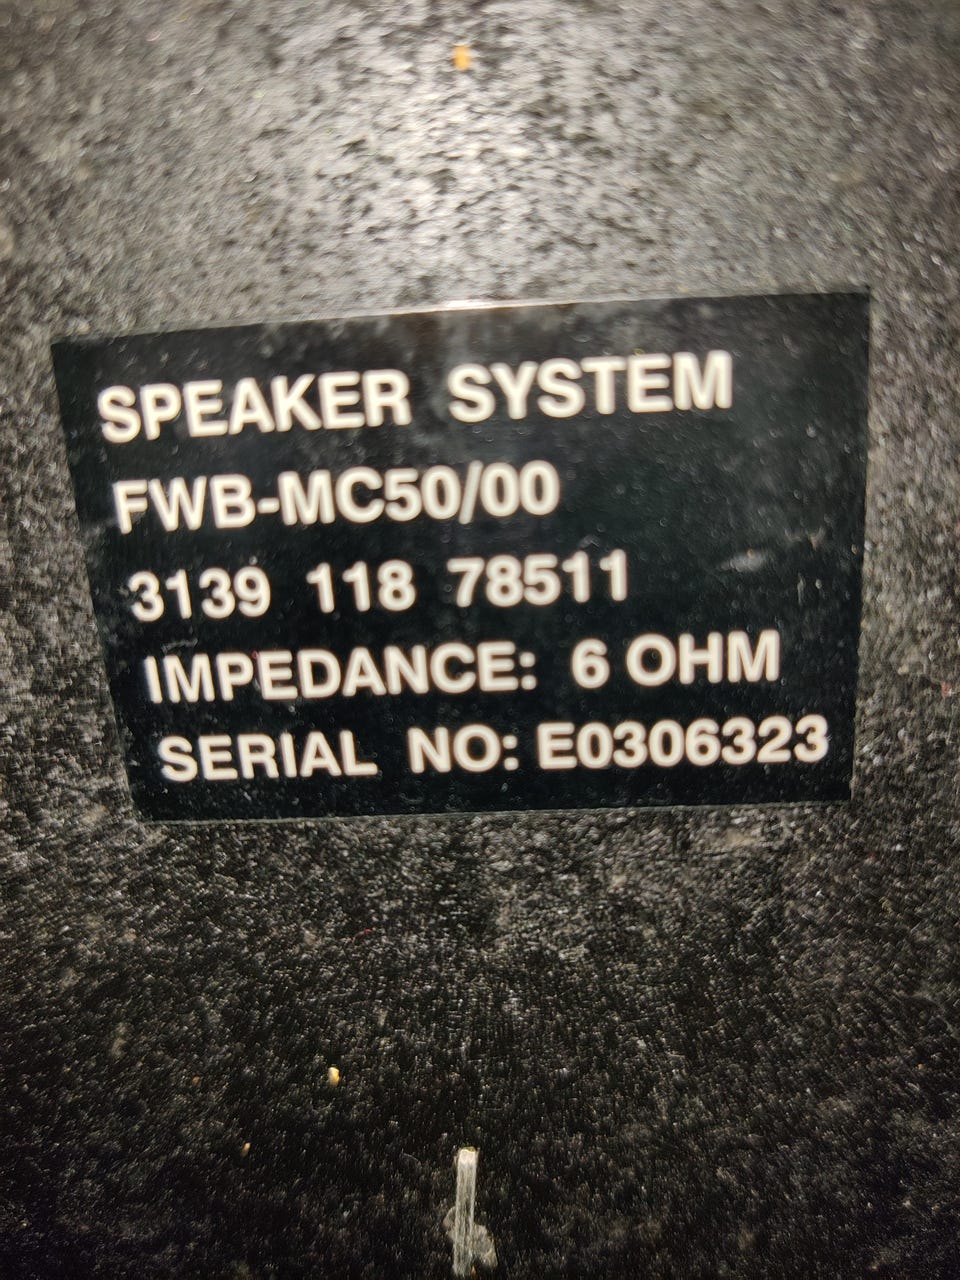 SPEAKER SYSTEM
FWB-MC50/00
3139 118 78511
IMPEDANCE: 6 OHM
SERIAL NO: E0306323